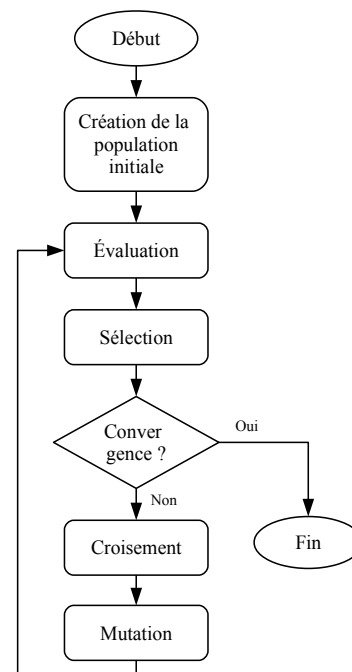 Début
Création de la
population
initiale
Évaluation
Sélection
Conver
gence ?
Oui
Non
Croisement
Fin
Mutation